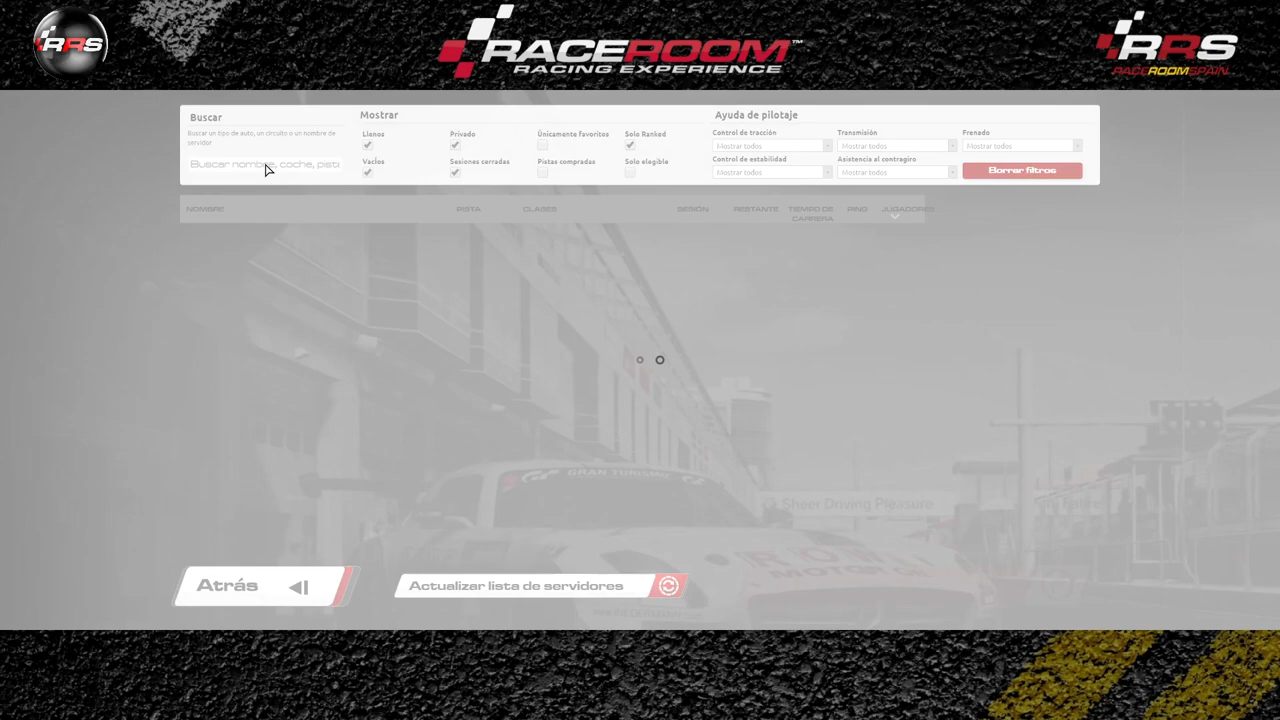 RRS
RACEROOM™
RACING EXPERIENCE
RRS
RACEROOMSPAIN
Buscar
Buscar un tipo de auto, un circuito o un nombre de
servidor
Buscar nombre, coche, pista
Mostrar
Llenos
Privado
Únicamente favoritos
Solo Ranked
Vacíos
Sesiones cerradas
Pistas compradas
Solo elegible
Ayuda de pilotaje
Control de tracción
Transmisión
Frenado
Mostrar todos
Mostrar todos
Mostrar todos
Control de estabilidad
Asistencia al contragiro
Mostrar todos
Mostrar todos
Borrar filtros
NOMBRE
PISTA
CLASES
SESIÓN
RESTANTE
TIEMPO DE
CARRERA
PING
JUGADORES
GRAN TURISMO
Sheer Driving Pleasure
Atrás
Actualizar lista de servidores